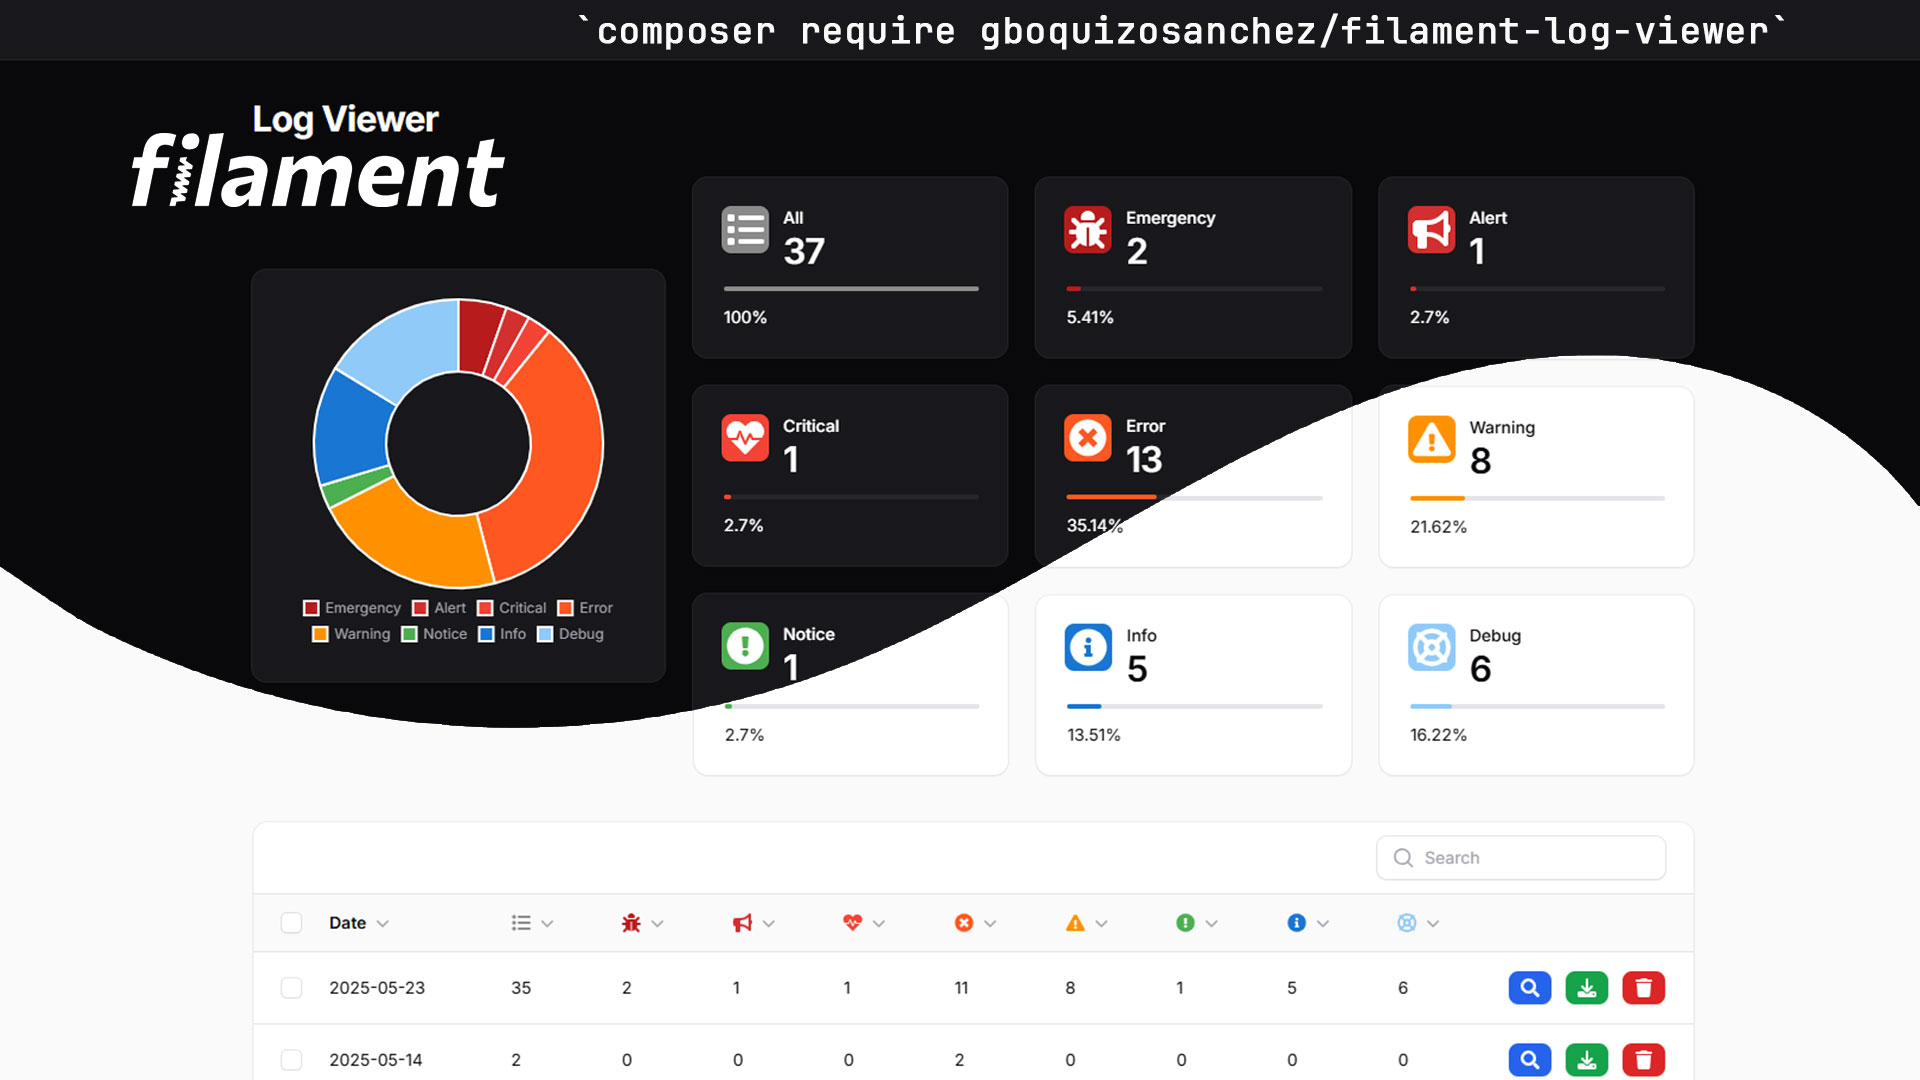 `composer require gboquizosanchez/filament-log-viewer`
Log Viewer
filament
All
37
100%
Emergency
2
5.41%
Alert
1
2.7%
Critical
1
2.7%
Error
13
35.14%
Warning
8
21.62%
Notice
1
2.7%
Info
5
13.51%
Debug
6
16.22%
Emergency Alert Critical Error
Warning Notice Info Debug
Search
Date
2025-05-23 35 2 1 1 11 8 1 5 6
2025-05-14 2 0 0 0 2 0 0 0 0